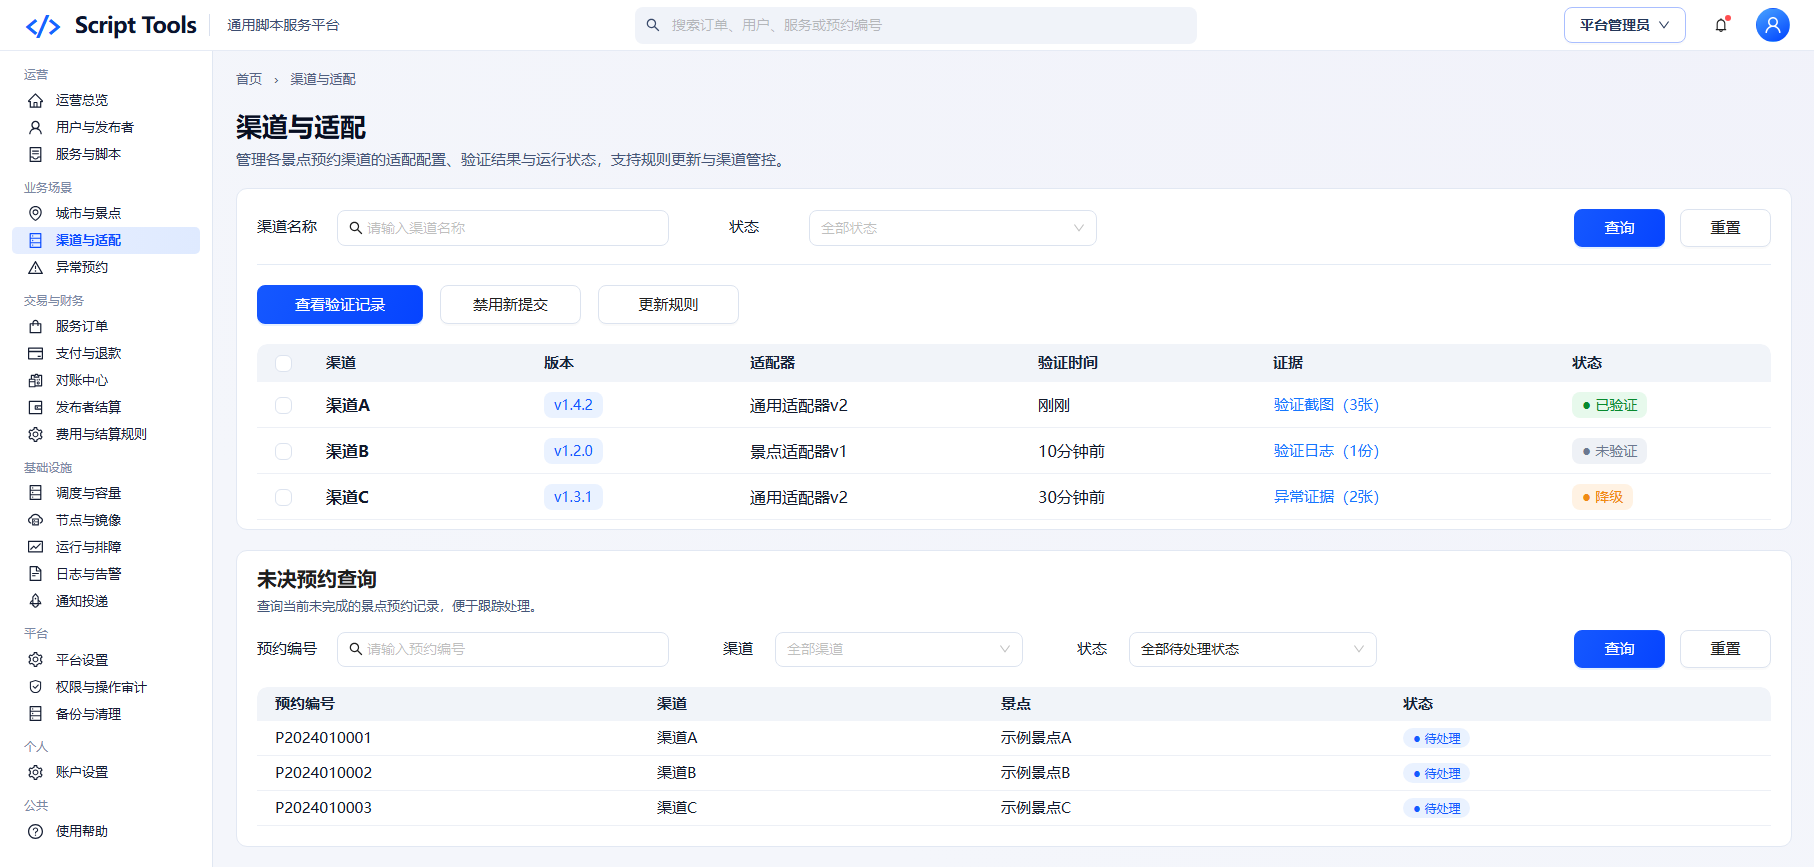 Script Tools 通用脚本服务平台 搜索订单、用户、服务或预约编号 平台管理员
运营
运营总览
用户与发布者
服务与脚本
业务场景
城市与景点
渠道与适配
异常预约
交易与财务
服务订单
支付与退款
对账中心
发布者结算
费用与结算规则
基础设施
调度与容量
节点与镜像
运行与排障
日志与告警
通知投递
平台
平台设置
权限与操作审计
备份与清理
个人
账户设置
公共
使用帮助
首页 › 渠道与适配
渠道与适配
管理各景点预约渠道的适配配置、验证结果与运行状态，支持规则更新与渠道管控。
渠道名称 请输入渠道名称 状态 全部状态 查询 重置
查看验证记录 禁用新提交 更新规则
渠道 版本 适配器 验证时间 证据 状态
渠道A v1.4.2 通用适配器v2 刚刚 验证截图（3张） 已验证
渠道B v1.2.0 景点适配器v1 10分钟前 验证日志（1份） 未验证
渠道C v1.3.1 通用适配器v2 30分钟前 异常证据（2张） 降级
未决预约查询
查询当前未完成的景点预约记录，便于跟踪处理。
预约编号 请输入预约编号 渠道 全部渠道 状态 全部待处理状态 查询 重置
预约编号 渠道 景点 状态
P2024010001 渠道A 示例景点A 待处理
P2024010002 渠道B 示例景点B 待处理
P2024010003 渠道C 示例景点C 待处理